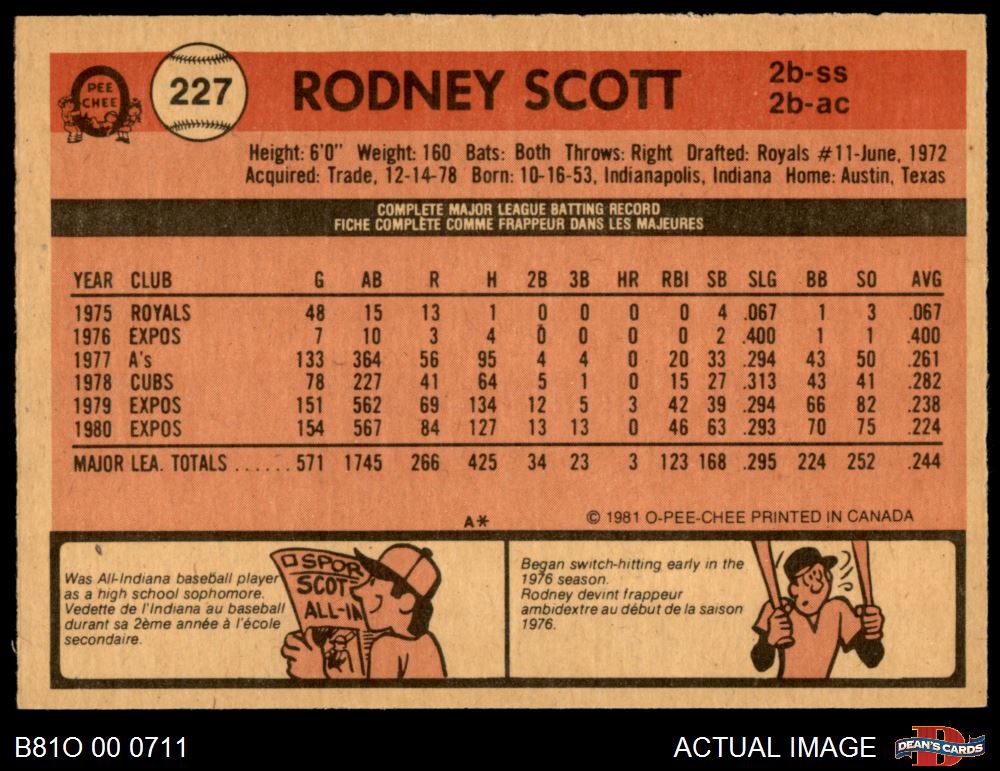 PEE
CHEE
227
RODNEY SCOTT
2b-ss
2b-ac
Height: 6'0" Weight: 160 Bats: Both Throws: Right Drafted: Royals #11-June, 1972
Acquired: Trade, 12-14-78 Born: 10-16-53, Indianapolis, Indiana Home: Austin, Texas
COMPLETE MAJOR LEAGUE BATTING RECORD
FICHE COMPLÈTE COMME FRAPPEUR DANS LES MAJEURES
YEAR CLUB G AB R H 2B 3B HR RBI SB SLG BB SO AVG
1975 ROYALS 48 15 13 1 0 0 0 0 4 .067 1 3 .067
1976 EXPOS 7 10 3 4 0 0 0 0 2 .400 1 1 .400
1977 A's 133 364 56 95 4 4 0 20 33 .294 43 50 .261
1978 CUBS 78 227 41 64 5 1 0 15 27 .313 43 41 .282
1979 EXPOS 151 562 69 134 12 5 3 42 39 .294 66 82 .238
1980 EXPOS 154 567 84 127 13 13 0 46 63 .293 70 75 .224
MAJOR LEA. TOTALS ...... 571 1745 266 425 34 23 3 123 168 .295 224 252 .244
A*
© 1981 O-PEE-CHEE PRINTED IN CANADA
Was All-Indiana baseball player
as a high school sophomore.
Vedette de l'Indiana au baseball
durant sa 2ème année à l'école
secondaire.
SPOR
SCOT
ALL-IN
Began switch-hitting early in the
1976 season.
Rodney devint frappeur
ambidextre au début de la saison
1976.
B81O 00 0711
ACTUAL IMAGE
D
DEAN'S CARDS